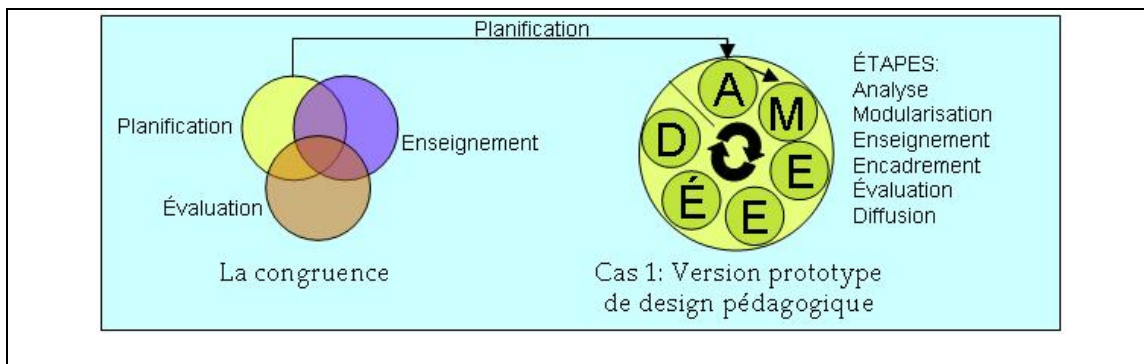 Planification
Planification
Enseignement
Évaluation
La congruence
A
M
E
E
É
D
Cas 1: Version prototype
de design pédagogique
ÉTAPES:
Analyse
Modularisation
Enseignement
Encadrement
Évaluation
Diffusion